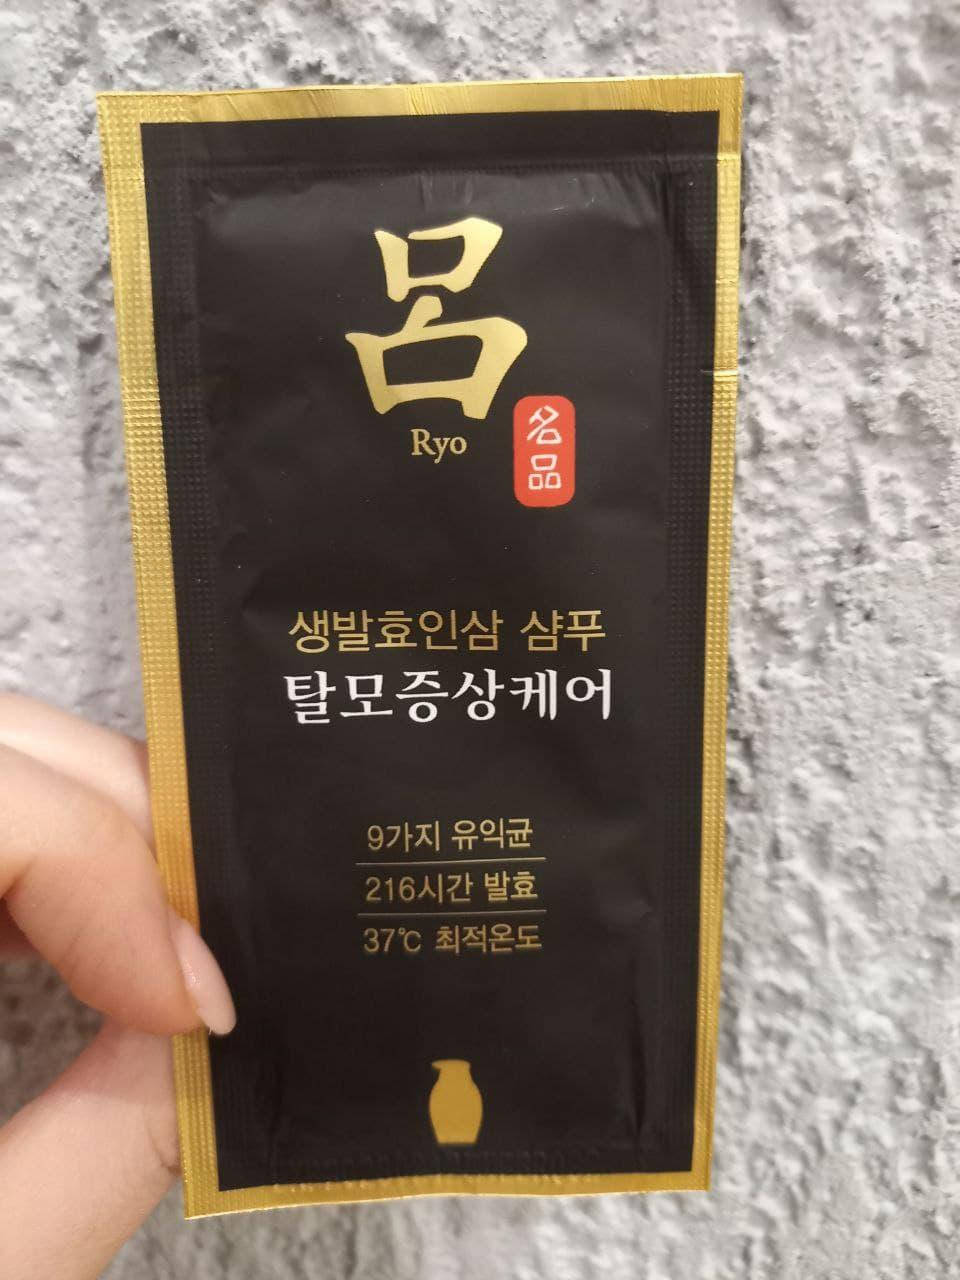 呂
Ryo
名品
생발효인삼 샴푸
탈모증상케어
9가지 유익균
216시간 발효
37℃ 최적온도